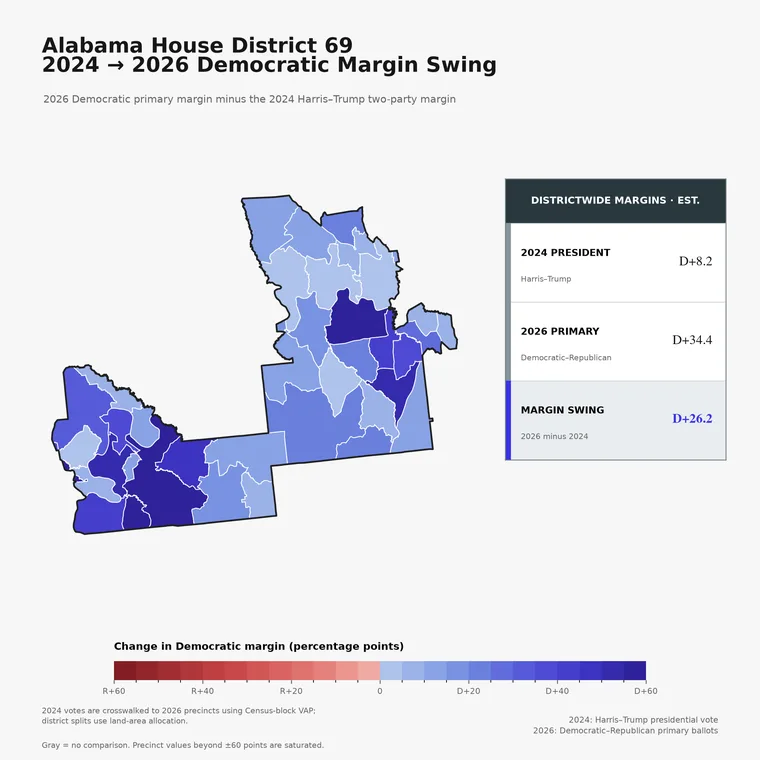 Alabama House District 69
2024 → 2026 Democratic Margin Swing
2026 Democratic primary margin minus the 2024 Harris–Trump two-party margin
DISTRICTWIDE MARGINS · EST.
2024 PRESIDENT
D+8.2
Harris–Trump
2026 PRIMARY
D+34.4
Democratic–Republican
MARGIN SWING
D+26.2
2026 minus 2024
Change in Democratic margin (percentage points)
R+60 R+40 R+20 0 D+20 D+40 D+60
2024 votes are crosswalked to 2026 precincts using Census-block VAP;
district splits use land-area allocation.
Gray = no comparison. Precinct values beyond ±60 points are saturated.
2024: Harris–Trump presidential vote
2026: Democratic–Republican primary ballots